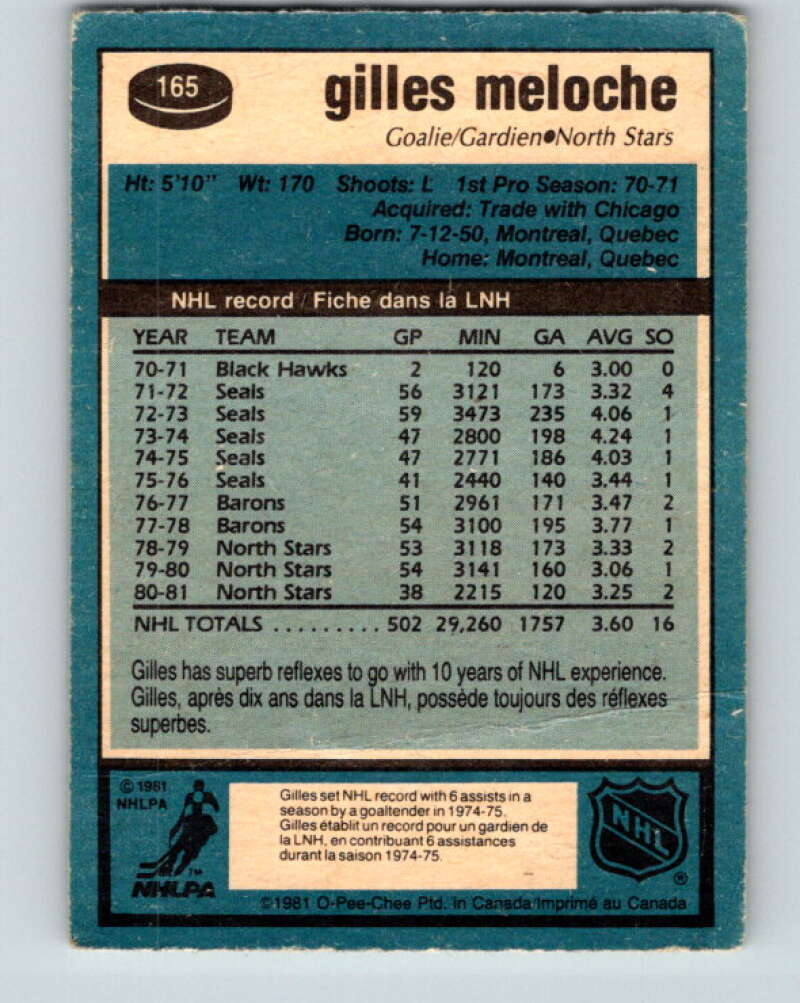 165
gilles meloche
Goalie/Gardien●North Stars
Ht: 5'10" Wt: 170 Shoots: L 1st Pro Season: 70-71
Acquired: Trade with Chicago
Born: 7-12-50, Montreal, Quebec
Home: Montreal, Quebec
NHL record / Fiche dans la LNH
YEAR TEAM GP MIN GA AVG SO
70-71 Black Hawks 2 120 6 3.00 0
71-72 Seals 56 3121 173 3.32 4
72-73 Seals 59 3473 235 4.06 1
73-74 Seals 47 2800 198 4.24 1
74-75 Seals 47 2771 186 4.03 1
75-76 Seals 41 2440 140 3.44 1
76-77 Barons 51 2961 171 3.47 2
77-78 Barons 54 3100 195 3.77 1
78-79 North Stars 53 3118 173 3.33 2
79-80 North Stars 54 3141 160 3.06 1
80-81 North Stars 38 2215 120 3.25 2
NHL TOTALS ......... 502 29,260 1757 3.60 16
Gilles has superb reflexes to go with 10 years of NHL experience.
Gilles, après dix ans dans la LNH, possède toujours des réflexes
superbes.
© 1981
NHLPA
TM
NHLPA
Gilles set NHL record with 6 assists in a
season by a goaltender in 1974-75.
Gilles établit un record pour un gardien de
la LNH, en contribuant 6 assistances
durant la saison 1974-75.
NHL
®
©1981 O-Pee-Chee Ptd. in Canada/Imprimé au Canada